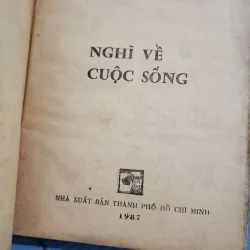 NGHĨ VỀ
CUỘC SỐNG
NHÀ XUẤT BẢN THÀNH PHỐ HỒ CHÍ MINH
1987